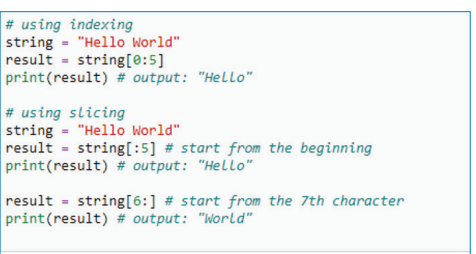 # using indexing
string = "Hello World"
result = string[0:5]
print(result) # output: "Hello"
# using slicing
string = "Hello World"
result = string[:5] # start from the beginning
print(result) # output: "Hello"
result = string[6:] # start from the 7th character
print(result) # output: "World"